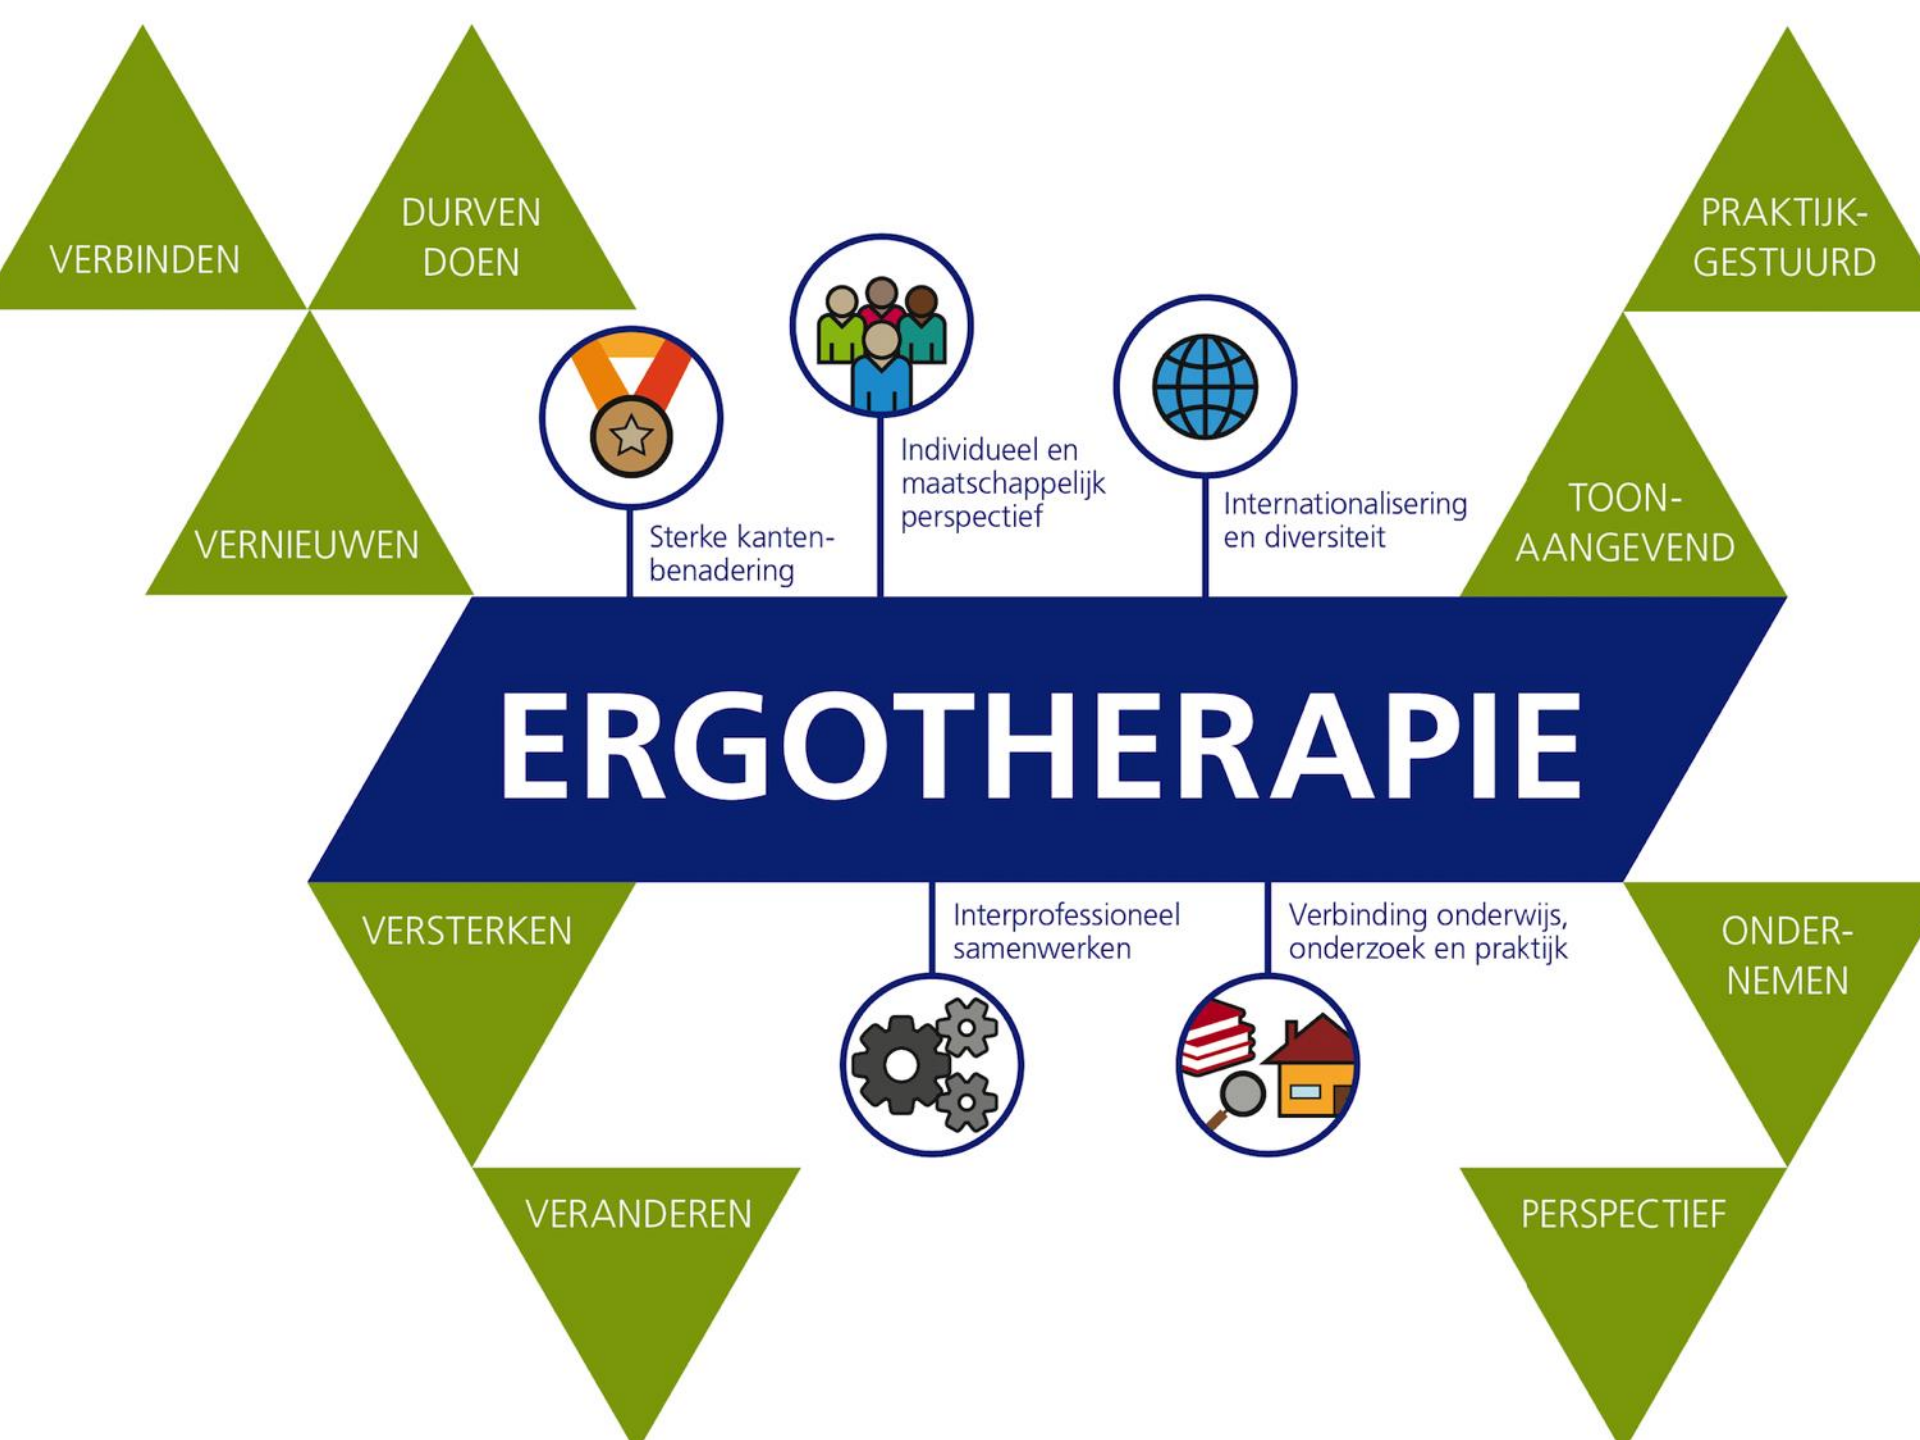 VERBINDEN
DURVEN
DOEN
PRAKTIJK-
GESTUURD
VERNIEUWEN
Sterke kanten-
benadering
Individueel en
maatschappelijk
perspectief
Internationalisering
en diversiteit
TOON-
AANGEVEND
ERGOTHERAPIE
VERSTERKEN
Interprofessioneel
samenwerken
Verbinding onderwijs,
onderzoek en praktijk
ONDER-
NEMEN
VERANDEREN
PERSPECTIEF